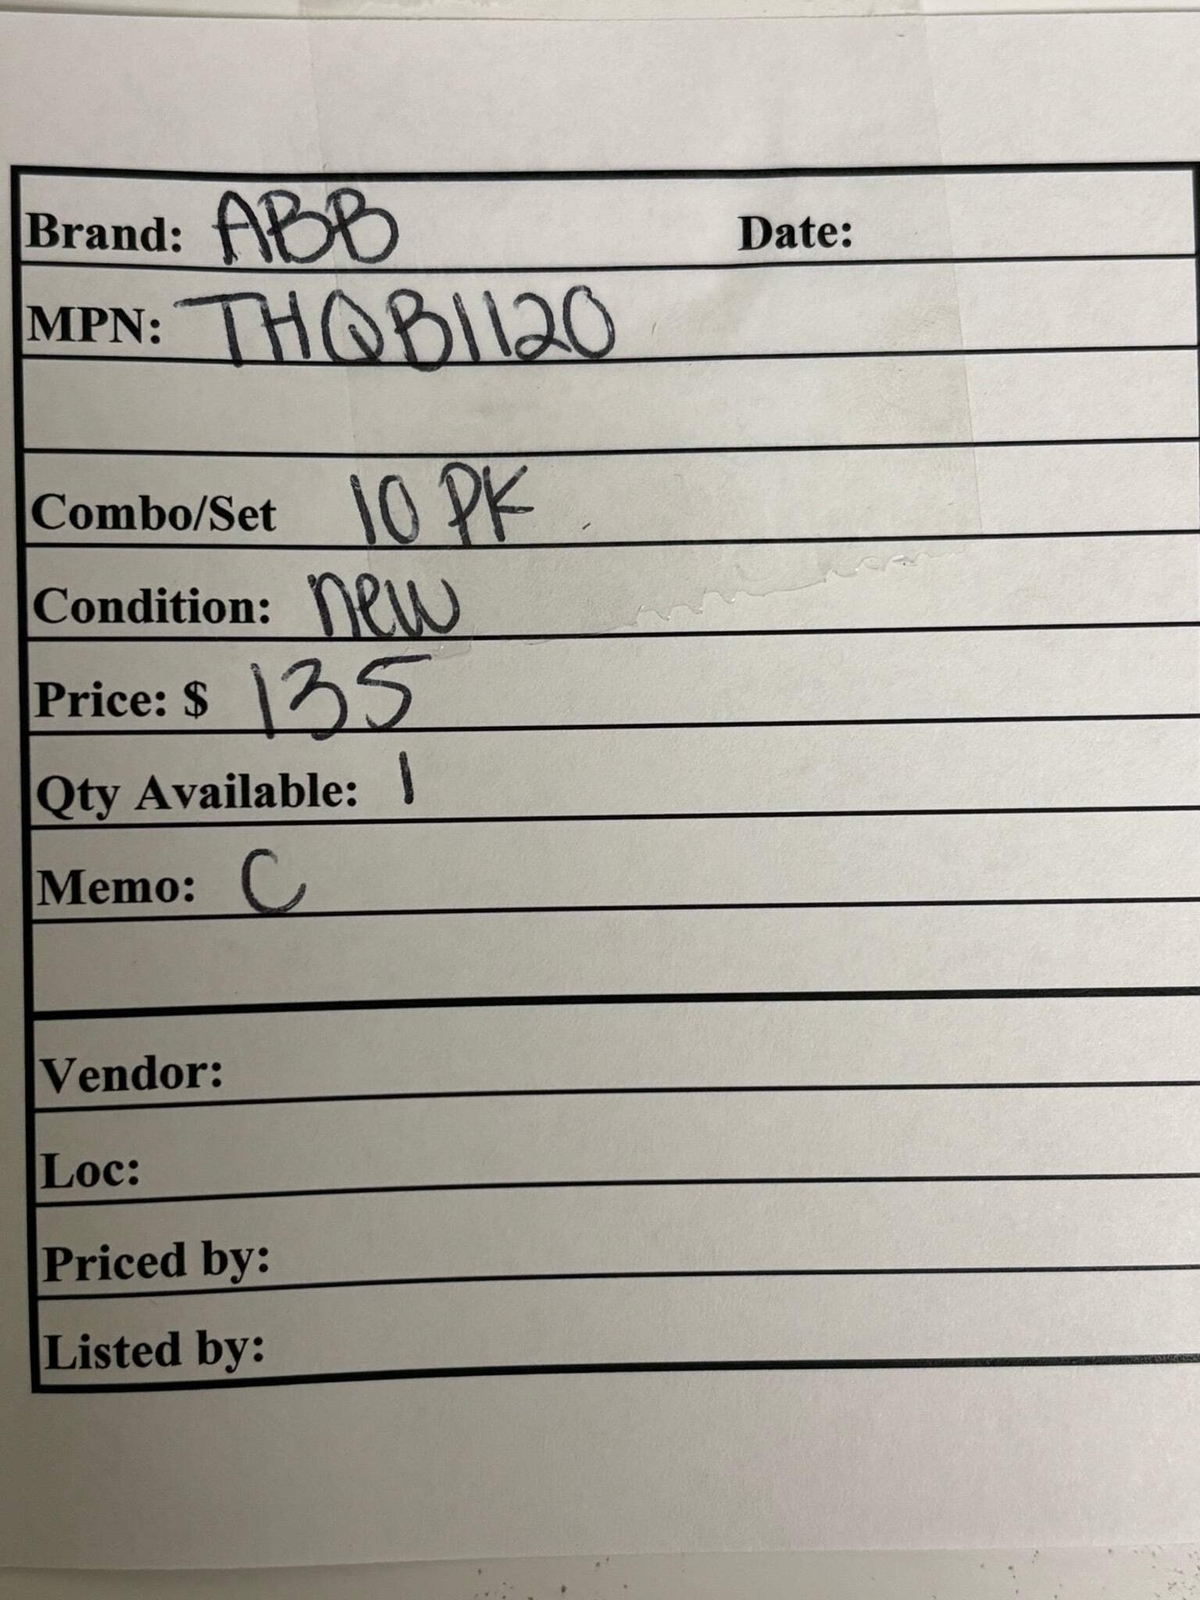 Brand: ABB Date:
MPN: THQB1120
Combo/Set 10 PK
Condition: new
Price: $ 135
Qty Available: 1
Memo: C
Vendor:
Loc:
Priced by:
Listed by: